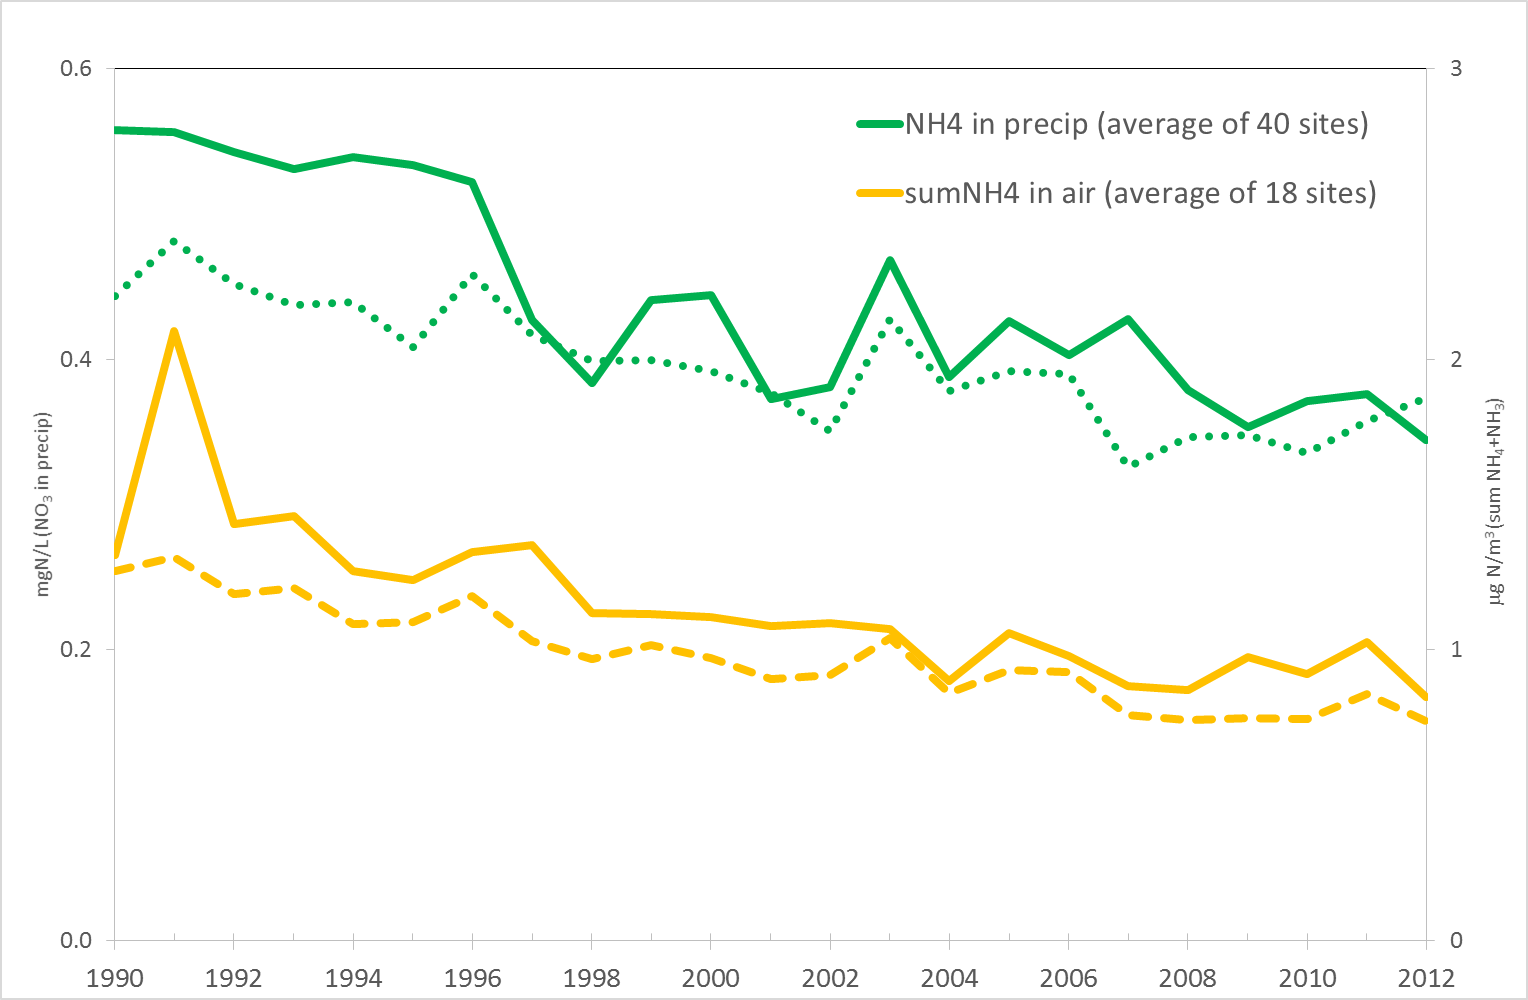 0.6
3
NH4 in precip (average of 40 sites)
sumNH4 in air (average of 18 sites)
0.4
2
mgN/L (NO3 in precip)
µg N/m3 (sum NH4+NH3)
0.2
1
0.0
0
1990 1992 1994 1996 1998 2000 2002 2004 2006 2008 2010 2012